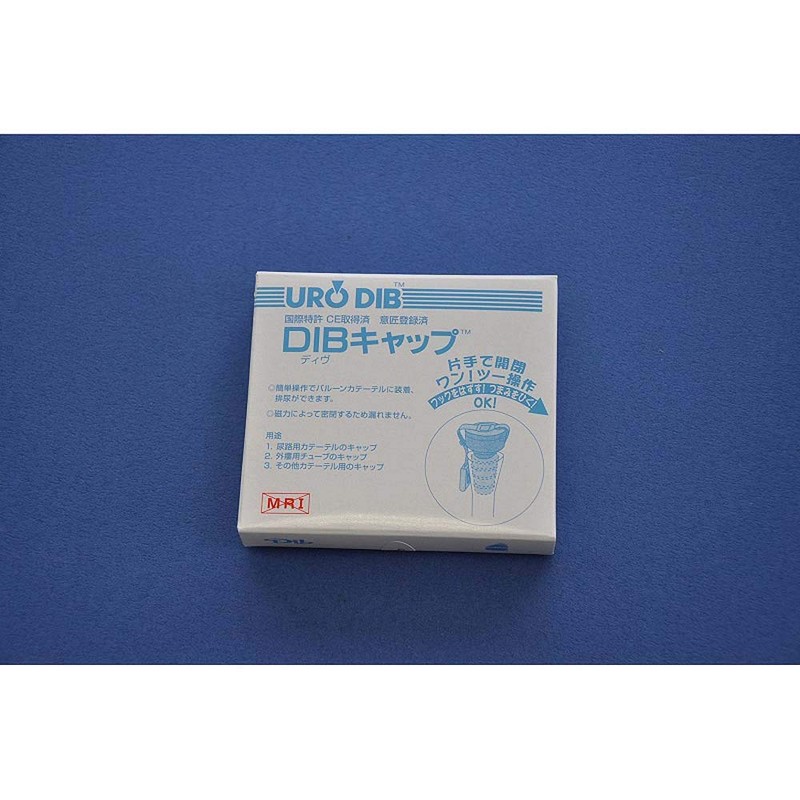 URO DIB™
国際特許 CE取得済 意匠登録済
DIBキャップ™
ディヴ
片手で開閉
ワン!ツー操作
フックをはずす!つまみをひく!
OK!
○簡単操作でバルーンカテーテルに装着、
排尿ができます。
○磁力によって密閉するため漏れません。
用途
1. 尿路用カテーテルのキャップ
2. 外瘻用チューブのキャップ
3. その他カテーテル用のキャップ
MRI
Dib